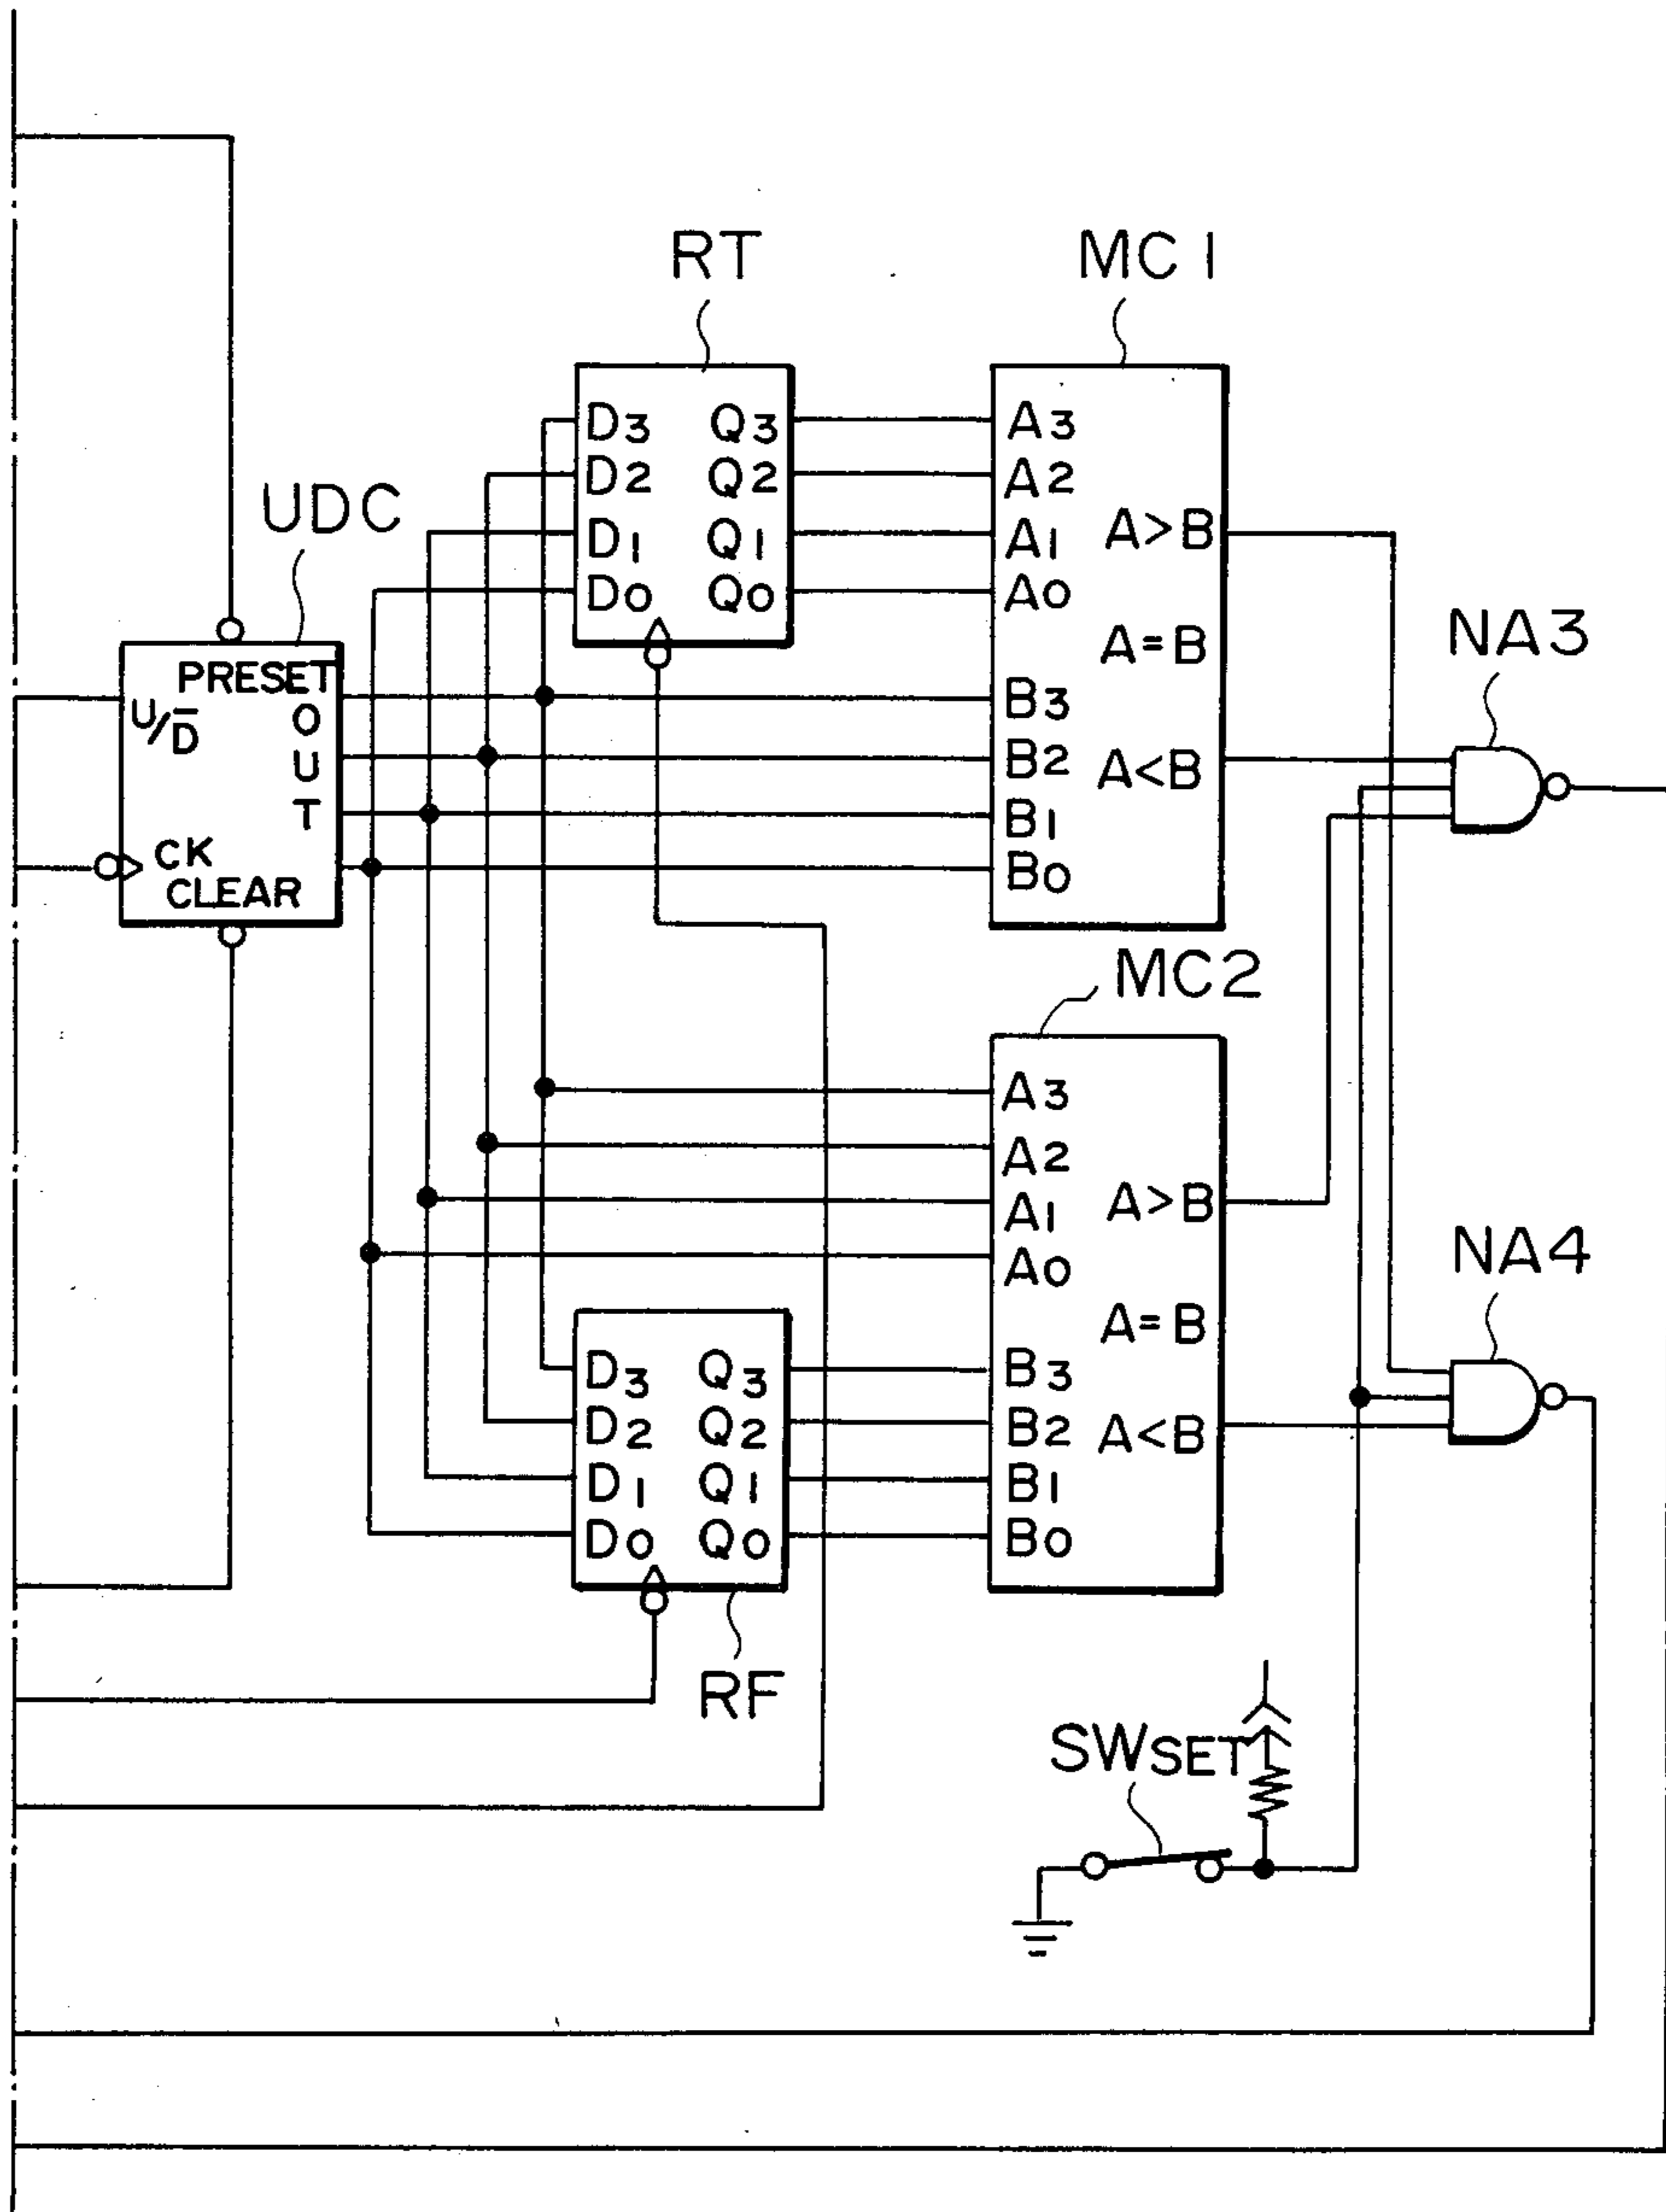 RT
MC1
D3 Q3
D2 Q2
D1 Q1
D0 Q0
A3
A2
A1
A0
A>B
A=B
A<B
B3
B2
B1
B0
UDC
PRESET
U/D̅
OUT
CK
CLEAR
NA3
MC2
A3
A2
A1
A0
A>B
A=B
A<B
B3
B2
B1
B0
NA4
D3 Q3
D2 Q2
D1 Q1
D0 Q0
RF
SWSET